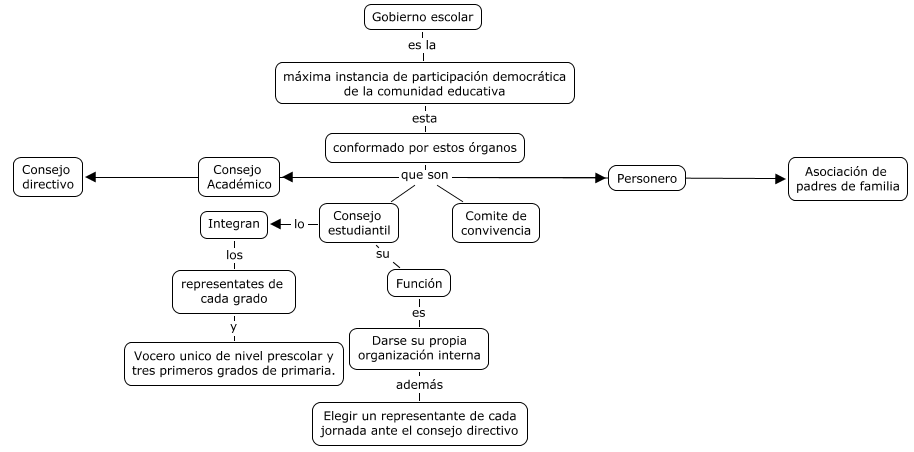 Gobierno escolar
es la
máxima instancia de participación democrática
de la comunidad educativa
esta
conformado por estos órganos
que son
Consejo
directivo
Consejo
Académico
Personero
Asociación de
padres de familia
Consejo
estudiantil
Comite de
convivencia
lo
Integran
los
representates de
cada grado
y
Vocero unico de nivel prescolar y
tres primeros grados de primaria.
su
Función
es
Darse su propia
organización interna
además
Elegir un representante de cada
jornada ante el consejo directivo